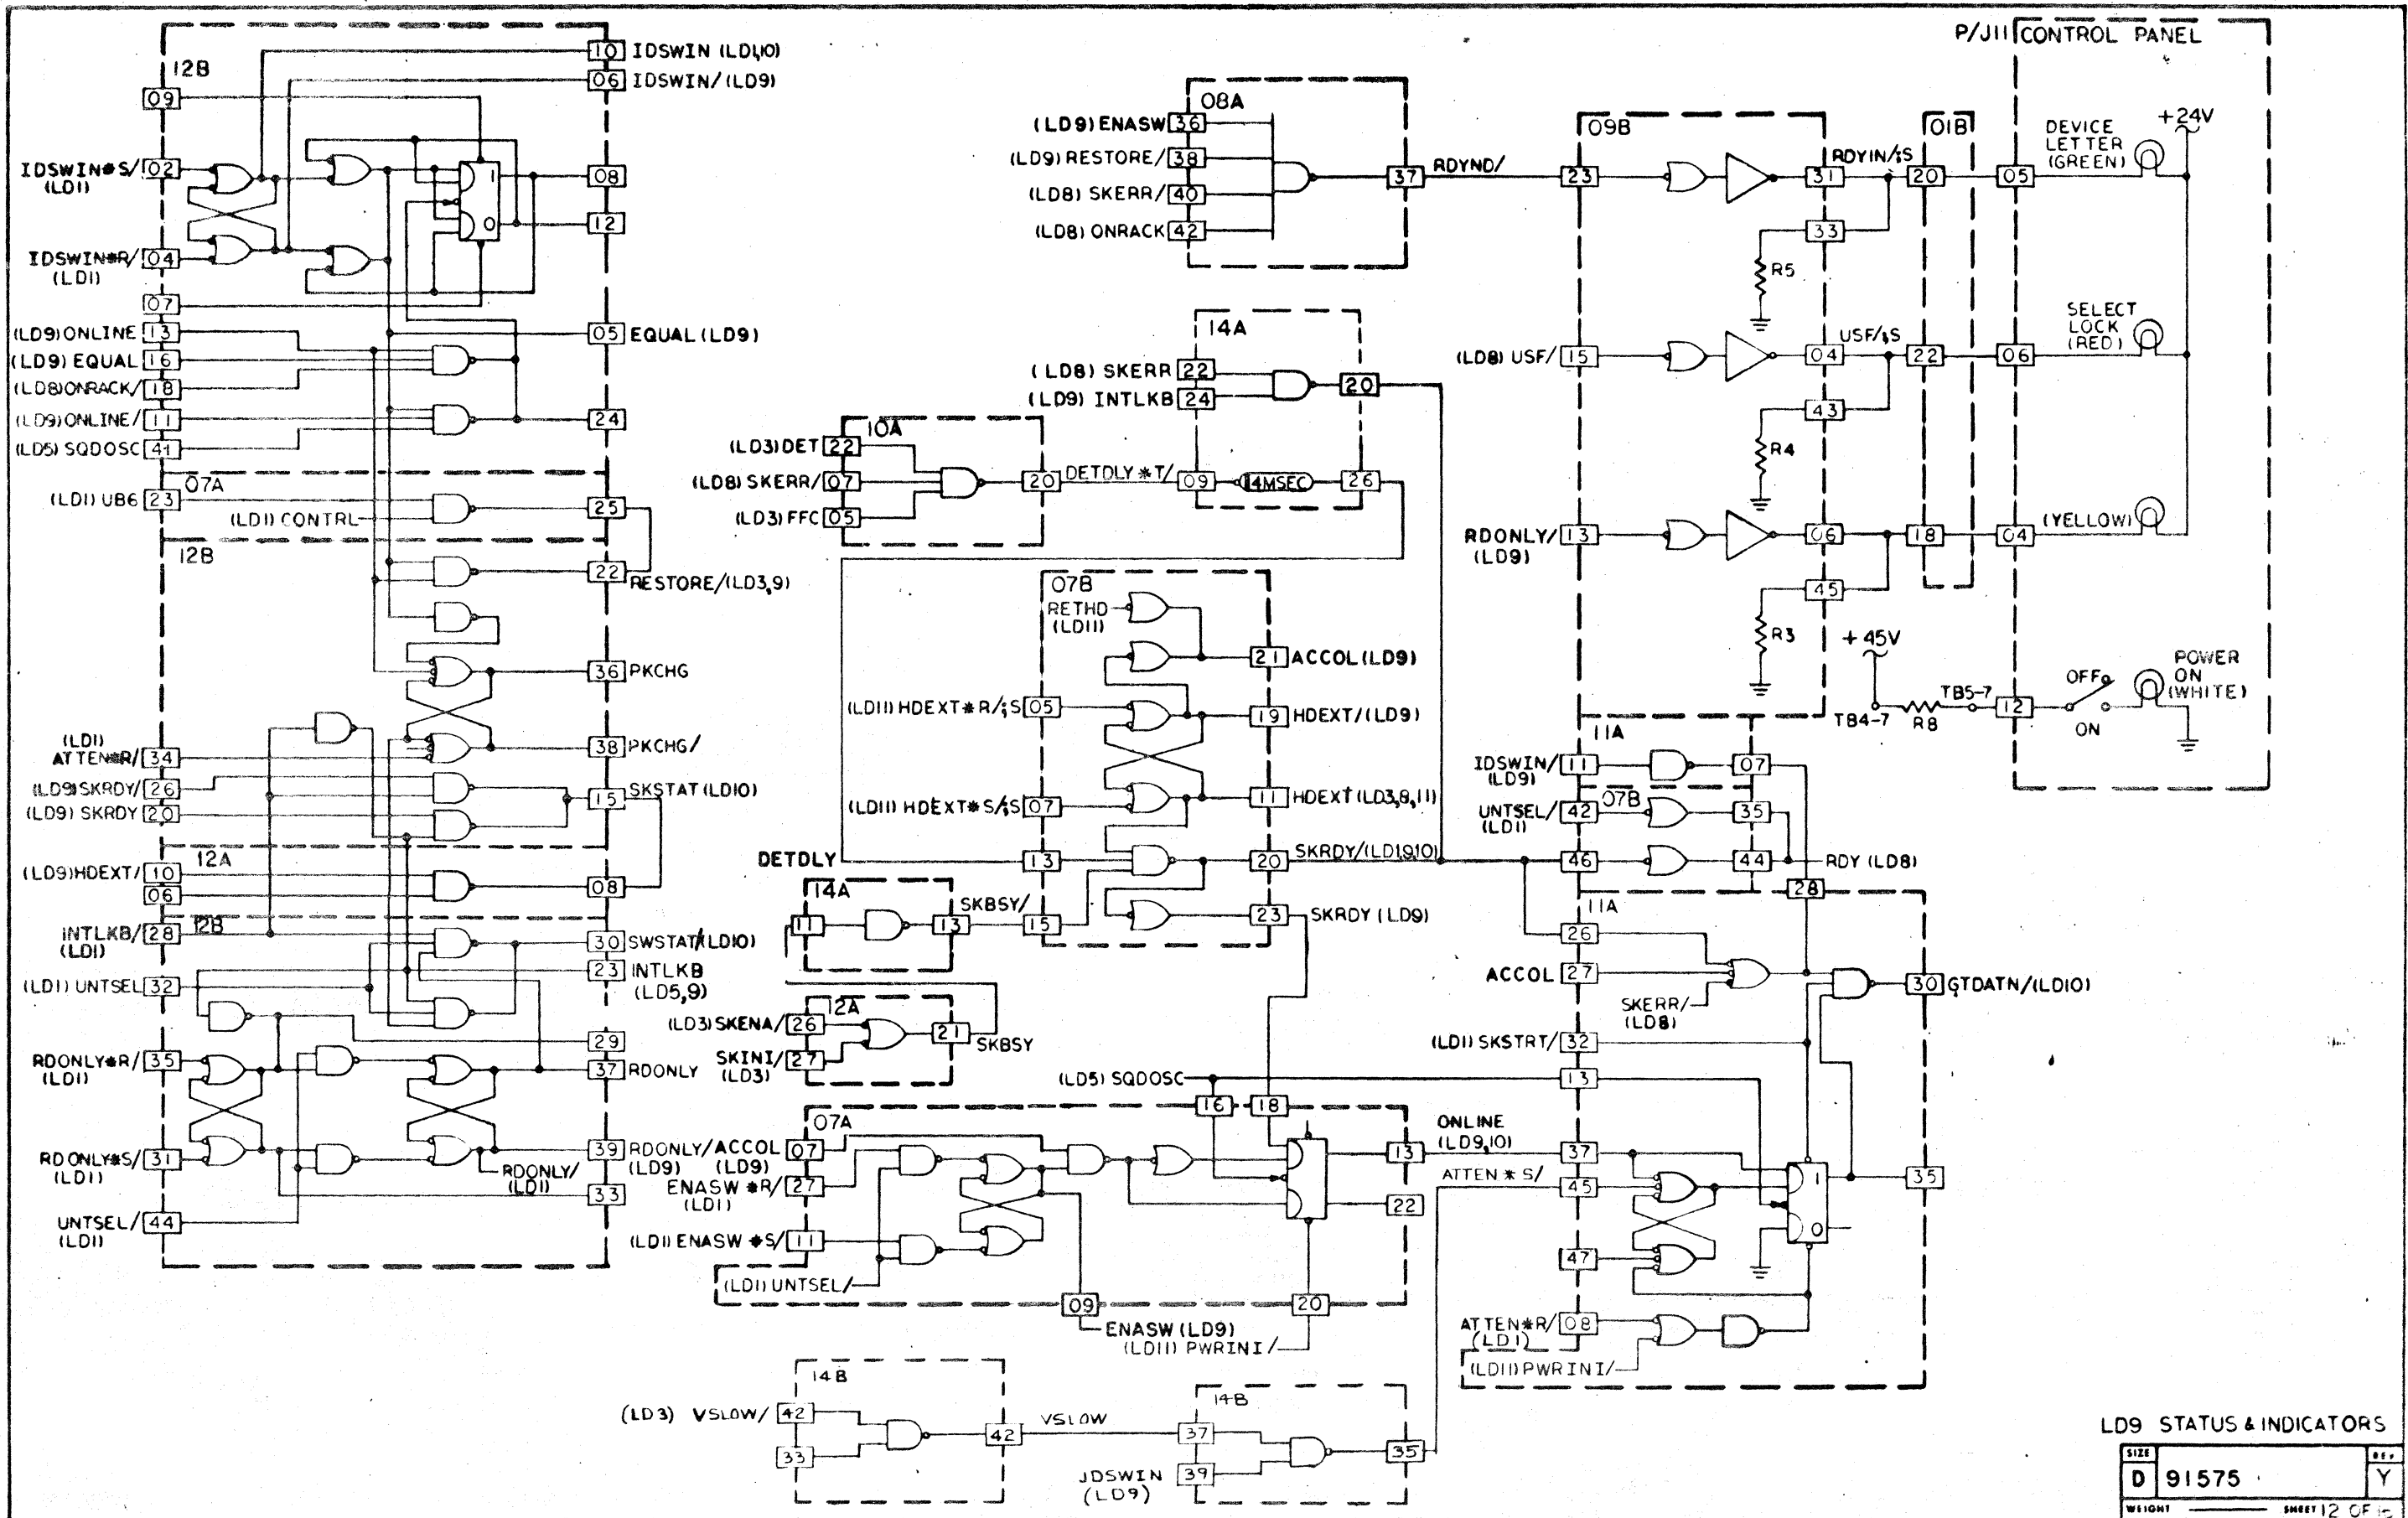 12B
10 IDSWIN (LD1,10)
06 IDSWIN/(LD9)
09
IDSWIN*S/ 02
(LD1)
08
12
IDSWIN*R/ 04
(LD1)
07
1
0
(LD9) ONLINE 13
05 EQUAL (LD9)
(LD9) EQUAL 16
(LD8) ONRACK/ 18
(LD9) ONLINE/ 11
24
(LD5) SQDOSC 41
07A
(LD1) UB6 23
(LD1) CONTRL
25
12B
22 RESTORE/(LD3,9)
36 PKCHG
(LD1)
ATTEN*R/ 34
38 PKCHG/
(LD9) SKRDY/ 26
15 SKSTAT (LD10)
(LD9) SKRDY 20
12A
(LD9) HDEXT/ 10
06
08
12B
INTLKB/ 28
(LD1)
30 SWSTAT/(LD10)
23 INTLKB
(LD5,9)
(LD1) UNTSEL 32
29
RDONLY*R/ 35
(LD1)
37 RDONLY
RDONLY*S/ 31
(LD1)
39 RDONLY/
(LD9)
RDONLY/
(LD1)
33
UNTSEL/ 44
(LD1)
08A
(LD9) ENASW 36
(LD9) RESTORE/ 38
(LD8) SKERR/ 40
(LD8) ONRACK 42
37 RDYND/
14A
(LD8) SKERR 22
(LD9) INTLKB 24
20
10A
(LD3) DET 22
(LD8) SKERR/ 07
(LD3) FFC 05
20 DETDLY*T/ 09
14MSEC
26
07B
RETHD
(LD11)
21 ACCOL (LD9)
(LD11) HDEXT*R/;S 05
19 HDEXT/(LD9)
(LD11) HDEXT*S/;S 07
11 HDEXT (LD3,8,11)
DETDLY 13
20 SKRDY/(LD1,9,10)
14A
11
13 SKBSY/ 15
23 SKRDY (LD9)
12A
(LD3) SKENA/ 26
SKINI/ 27
(LD3)
21 SKBSY
(LD5) SQDOSC
16
18
07A
ACCOL 07
(LD9)
ENASW*R/ 27
(LD1)
(LD1) ENASW*S/ 11
(LD1) UNTSEL/
09
ENASW (LD9)
20
(LD11) PWRINI/
13
22
ONLINE
(LD9,10)
ATTEN*S/
14B
(LD3) VSLOW/ 42
33
42 VSLOW
14B
37
JDSWIN 39
(LD9)
35
09B
23
31 RDYIN/;S
33
R5
(LD8) USF/ 15
04 USF/;S
43
R4
RDONLY/ 13
(LD9)
06
45
R3
01B
20
22
18
P/J11 CONTROL PANEL
+24V
DEVICE
LETTER
(GREEN)
05
SELECT
LOCK
(RED)
06
(YELLOW)
04
+45V
TB4-7
R8
TB5-7
12
OFF
ON
POWER
ON
(WHITE)
11A
IDSWIN/ 11
(LD9)
07
07B
UNTSEL/ 42
(LD1)
35
46
44 RDY (LD8)
28
11A
26
ACCOL 27
SKERR/
(LD8)
30 GTDATN/(LD10)
(LD1) SKSTRT/ 32
13
37
45
1
0
35
47
ATTEN*R/ 08
(LD1)
(LD11) PWRINI/
LD9 STATUS & INDICATORS
SIZE
D 91575
REV
Y
WEIGHT
SHEET 12 OF